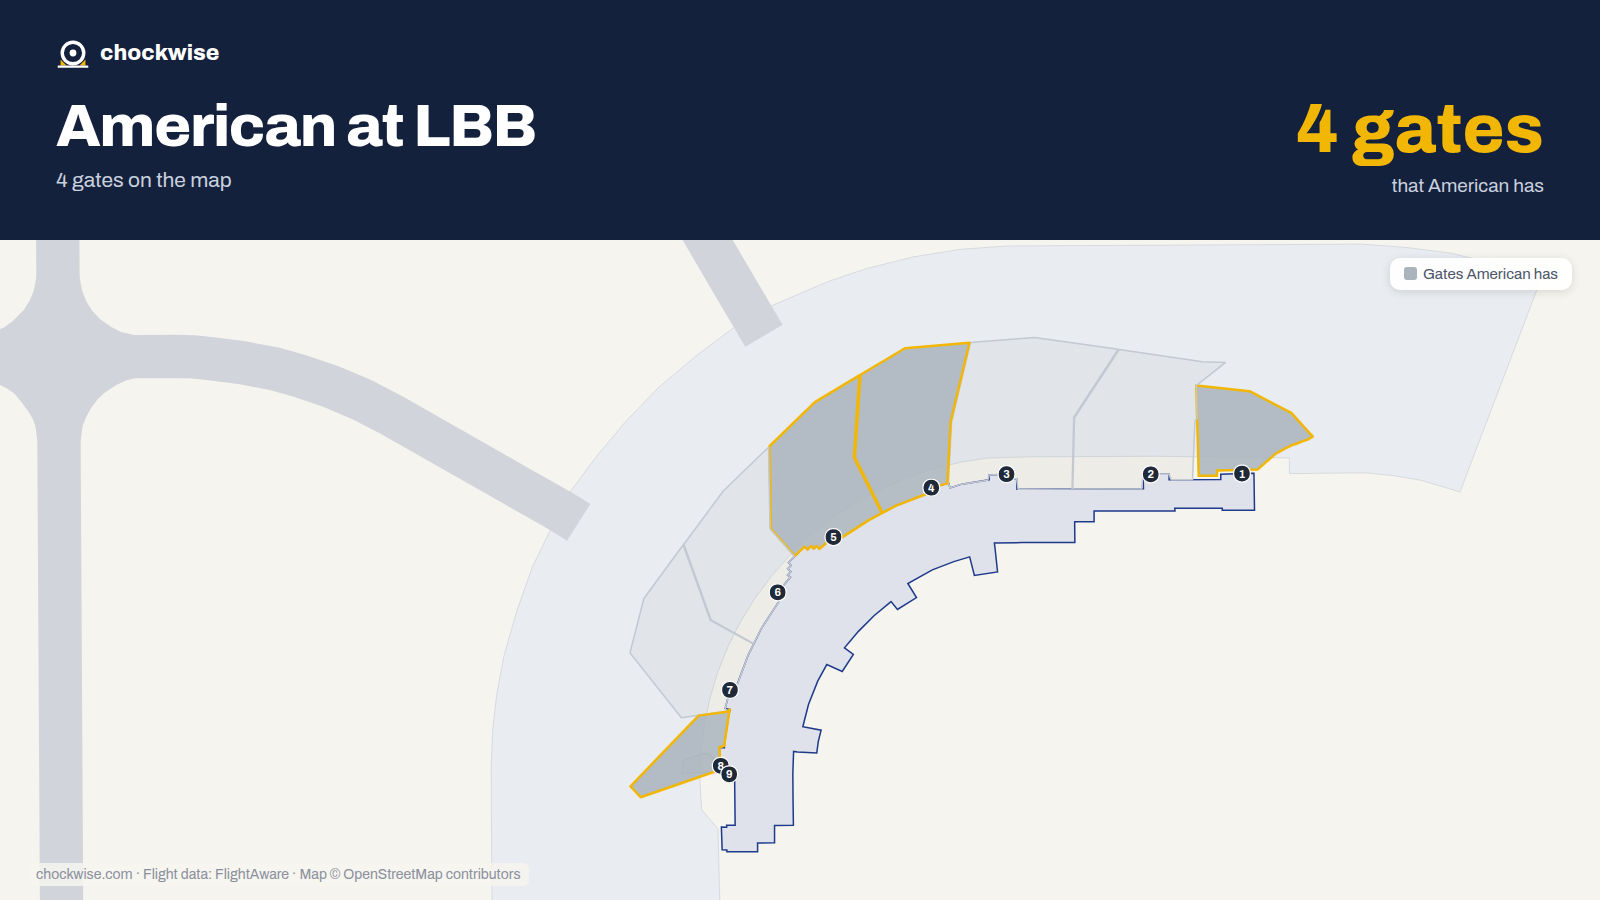 chockwise
American at LBB
4 gates on the map
4 gates
that American has
Gates American has
1
2
3
4
5
6
7
8
9
chockwise.com · Flight data: FlightAware · Map © OpenStreetMap contributors